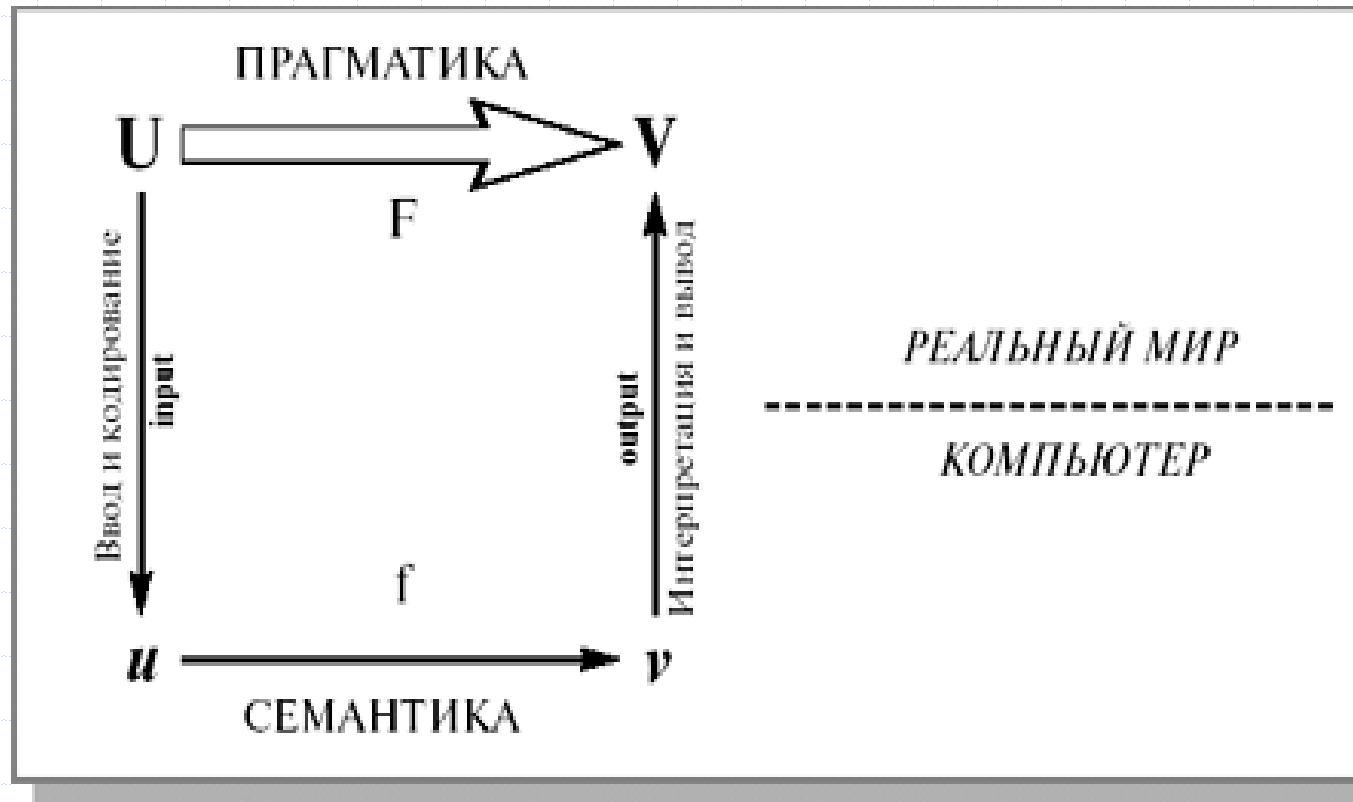 ПРАГМАТИКА
U
V
F
Ввод и кодирование
input
output
Интерпретация и вывод
РЕАЛЬНЫЙ МИР
КОМПЬЮТЕР
f
u
v
СЕМАНТИКА